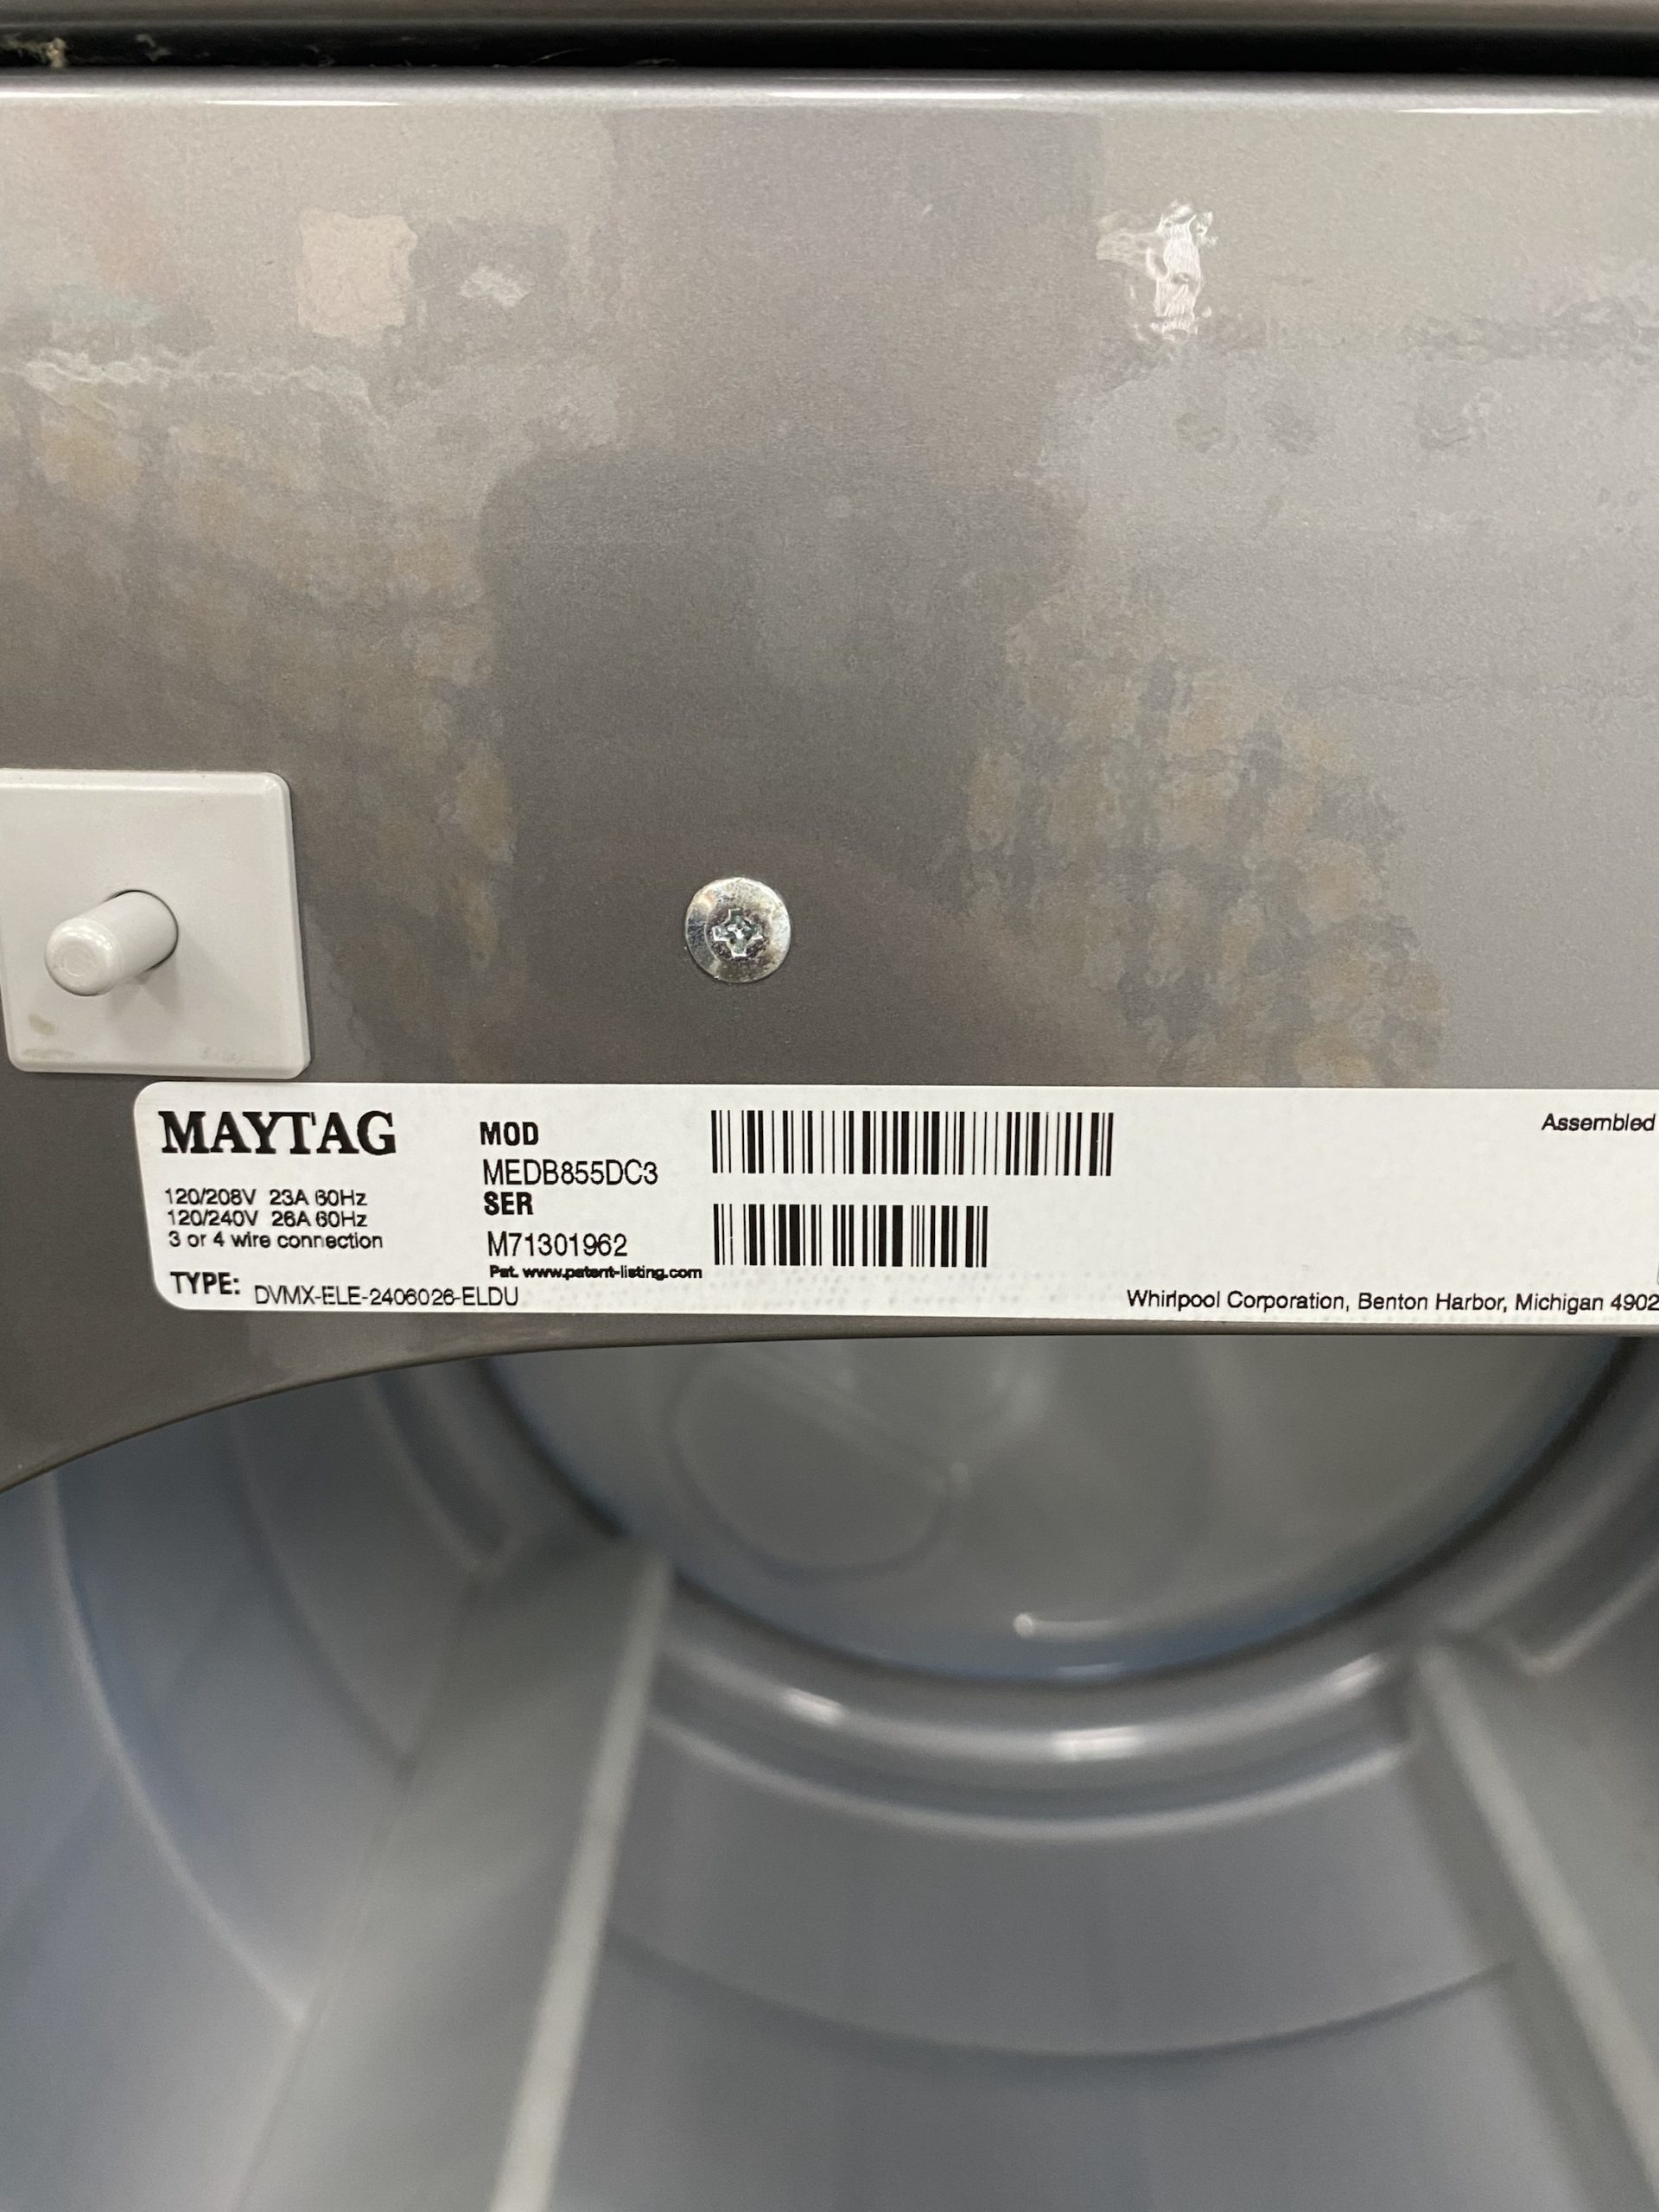 MAYTAG
120/208V 23A 60Hz
120/240V 26A 60Hz
3 or 4 wire connection
TYPE: DVMX-ELE-2406026-ELDU
MOD
MEDB855DC3
SER
M71301962
Pat. www.patent-listing.com
Assembled
Whirlpool Corporation, Benton Harbor, Michigan 4902